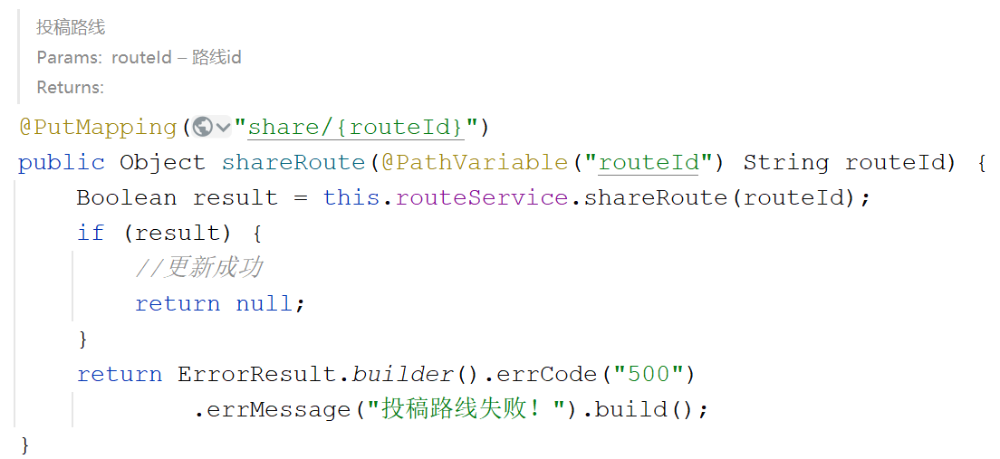 投稿路线
Params: routeId – 路线id
Returns:
@PutMapping("share/{routeId}")
public Object shareRoute(@PathVariable("routeId") String routeId) {
    Boolean result = this.routeService.shareRoute(routeId);
    if (result) {
        //更新成功
        return null;
    }
    return ErrorResult.builder().errCode("500")
            .errMessage("投稿路线失败！").build();
}